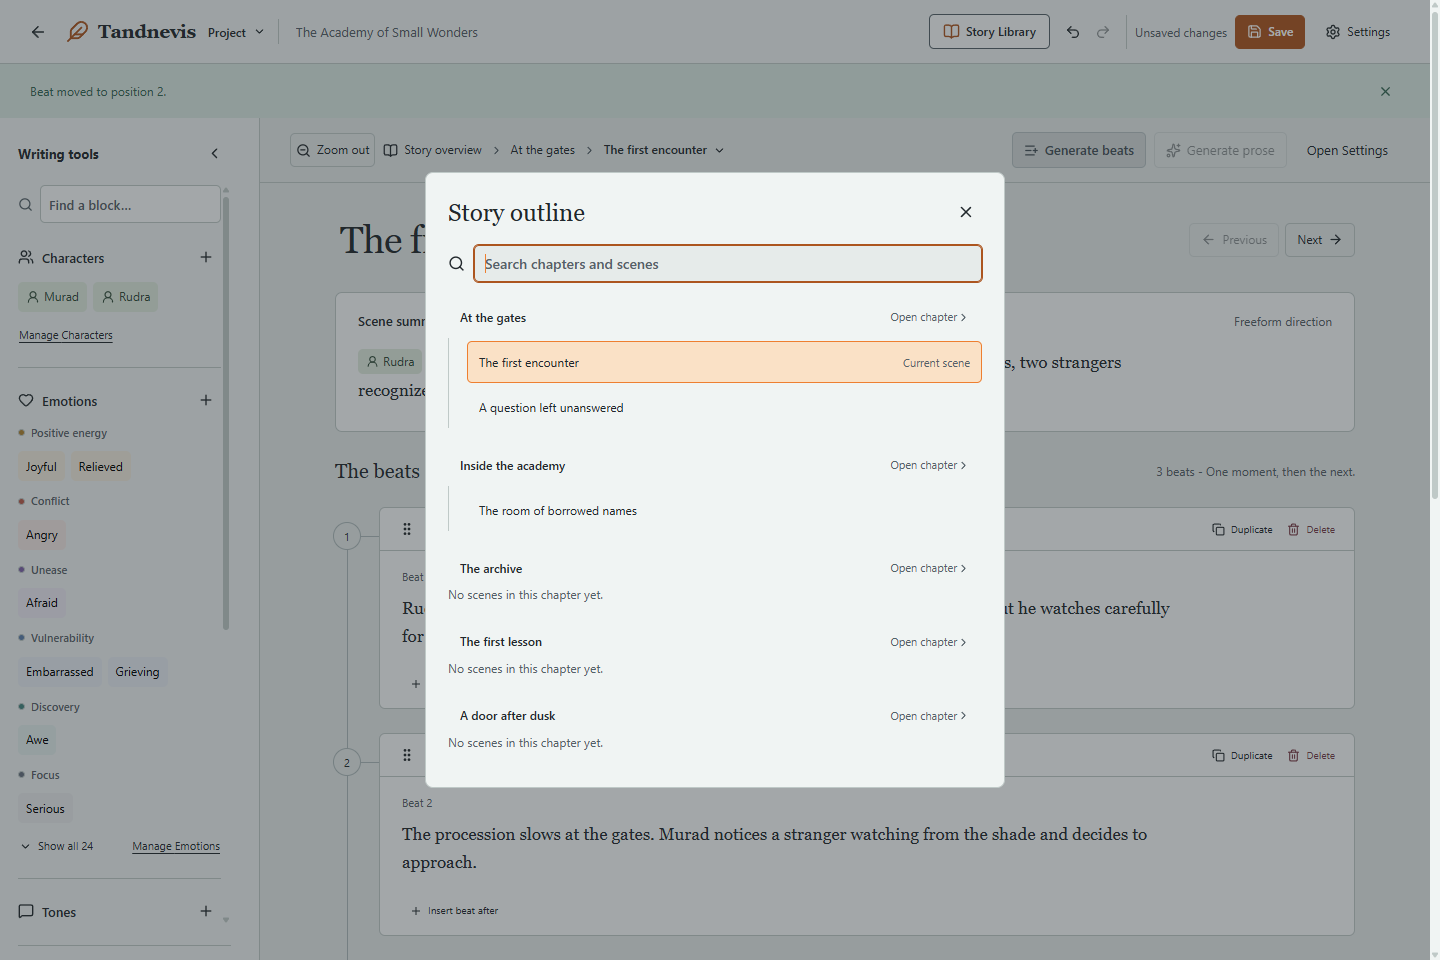 Tandnevis
Project
The Academy of Small Wonders
Story Library
Unsaved changes
Save
Settings
Beat moved to position 2.
Writing tools
Find a block...
Characters
Murad
Rudra
Manage Characters
Emotions
Positive energy
Joyful
Relieved
Conflict
Angry
Unease
Afraid
Vulnerability
Embarrassed
Grieving
Discovery
Awe
Focus
Serious
Show all 24
Manage Emotions
Tones
Zoom out
Story overview
At the gates
The first encounter
Generate beats
Generate prose
Open Settings
Previous
Next
Freeform direction
Rudra
s, two strangers
The beats
3 beats - One moment, then the next.
Story outline
Search chapters and scenes
At the gates
Open chapter
The first encounter
Current scene
A question left unanswered
Inside the academy
Open chapter
The room of borrowed names
The archive
Open chapter
No scenes in this chapter yet.
The first lesson
Open chapter
No scenes in this chapter yet.
A door after dusk
Open chapter
No scenes in this chapter yet.
1
Duplicate
Delete
Beat
he watches carefully
for
2
Duplicate
Delete
Beat 2
The procession slows at the gates. Murad notices a stranger watching from the shade and decides to
approach.
Insert beat after